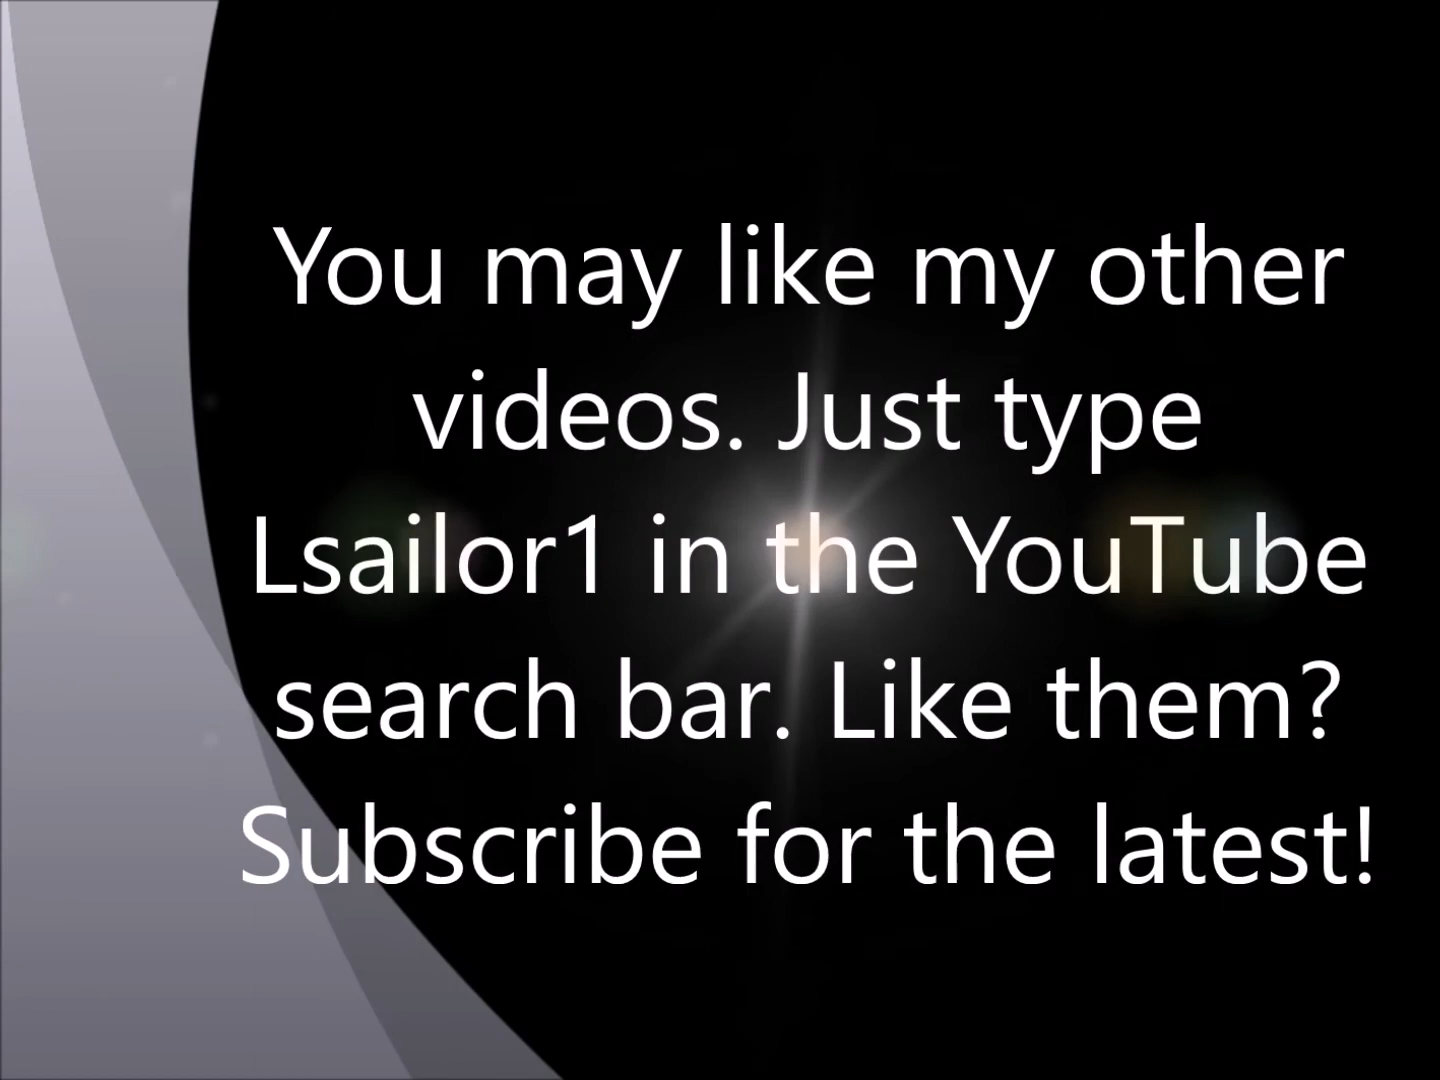 You may like my other
videos. Just type
Lsailor1 in the YouTube
search bar. Like them?
Subscribe for the latest!